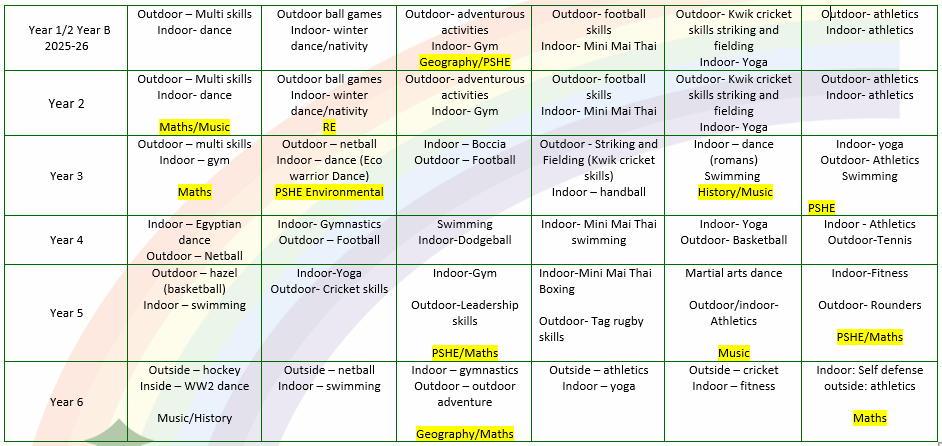 Year 1/2 Year B
2025-26
Outdoor – Multi skills
Indoor- dance
Outdoor ball games
Indoor- winter
dance/nativity
Outdoor- adventurous
activities
Indoor- Gym
Geography/PSHE
Outdoor- football
skills
Indoor- Mini Mai Thai
Outdoor- Kwik cricket
skills striking and
fielding
Indoor- Yoga
Outdoor- athletics
Indoor- athletics
Year 2
Outdoor – Multi skills
Indoor- dance
Maths/Music
Outdoor ball games
Indoor- winter
dance/nativity
RE
Outdoor- adventurous
activities
Indoor- Gym
Outdoor- football
skills
Indoor- Mini Mai Thai
Outdoor- Kwik cricket
skills striking and
fielding
Indoor- Yoga
Outdoor- athletics
Indoor- athletics
Year 3
Outdoor – multi skills
Indoor – gym
Maths
Outdoor – netball
Indoor – dance (Eco
warrior Dance)
PSHE Environmental
Indoor – Boccia
Outdoor – Football
Outdoor - Striking and
Fielding (Kwik cricket
skills)
Indoor – handball
Indoor – dance
(romans)
Swimming
History/Music
Indoor- yoga
Outdoor- Athletics
Swimming
PSHE
Year 4
Indoor – Egyptian
dance
Outdoor – Netball
Indoor- Gymnastics
Outdoor – Football
Swimming
Indoor-Dodgeball
Indoor- Mini Mai Thai
swimming
Indoor- Yoga
Outdoor- Basketball
Indoor - Athletics
Outdoor-Tennis
Year 5
Outdoor – hazel
(basketball)
Indoor – swimming
Indoor-Yoga
Outdoor- Cricket skills
Indoor-Gym
Outdoor-Leadership
skills
PSHE/Maths
Indoor-Mini Mai Thai
Boxing
Outdoor- Tag rugby
skills
Martial arts dance
Outdoor/indoor-
Athletics
Music
Indoor-Fitness
Outdoor- Rounders
PSHE/Maths
Year 6
Outside – hockey
Inside – WW2 dance
Music/History
Outside – netball
Indoor – swimming
Indoor – gymnastics
Outdoor – outdoor
adventure
Geography/Maths
Outside – athletics
Indoor – yoga
Outside – cricket
Indoor – fitness
Indoor: Self defense
outside: athletics
Maths